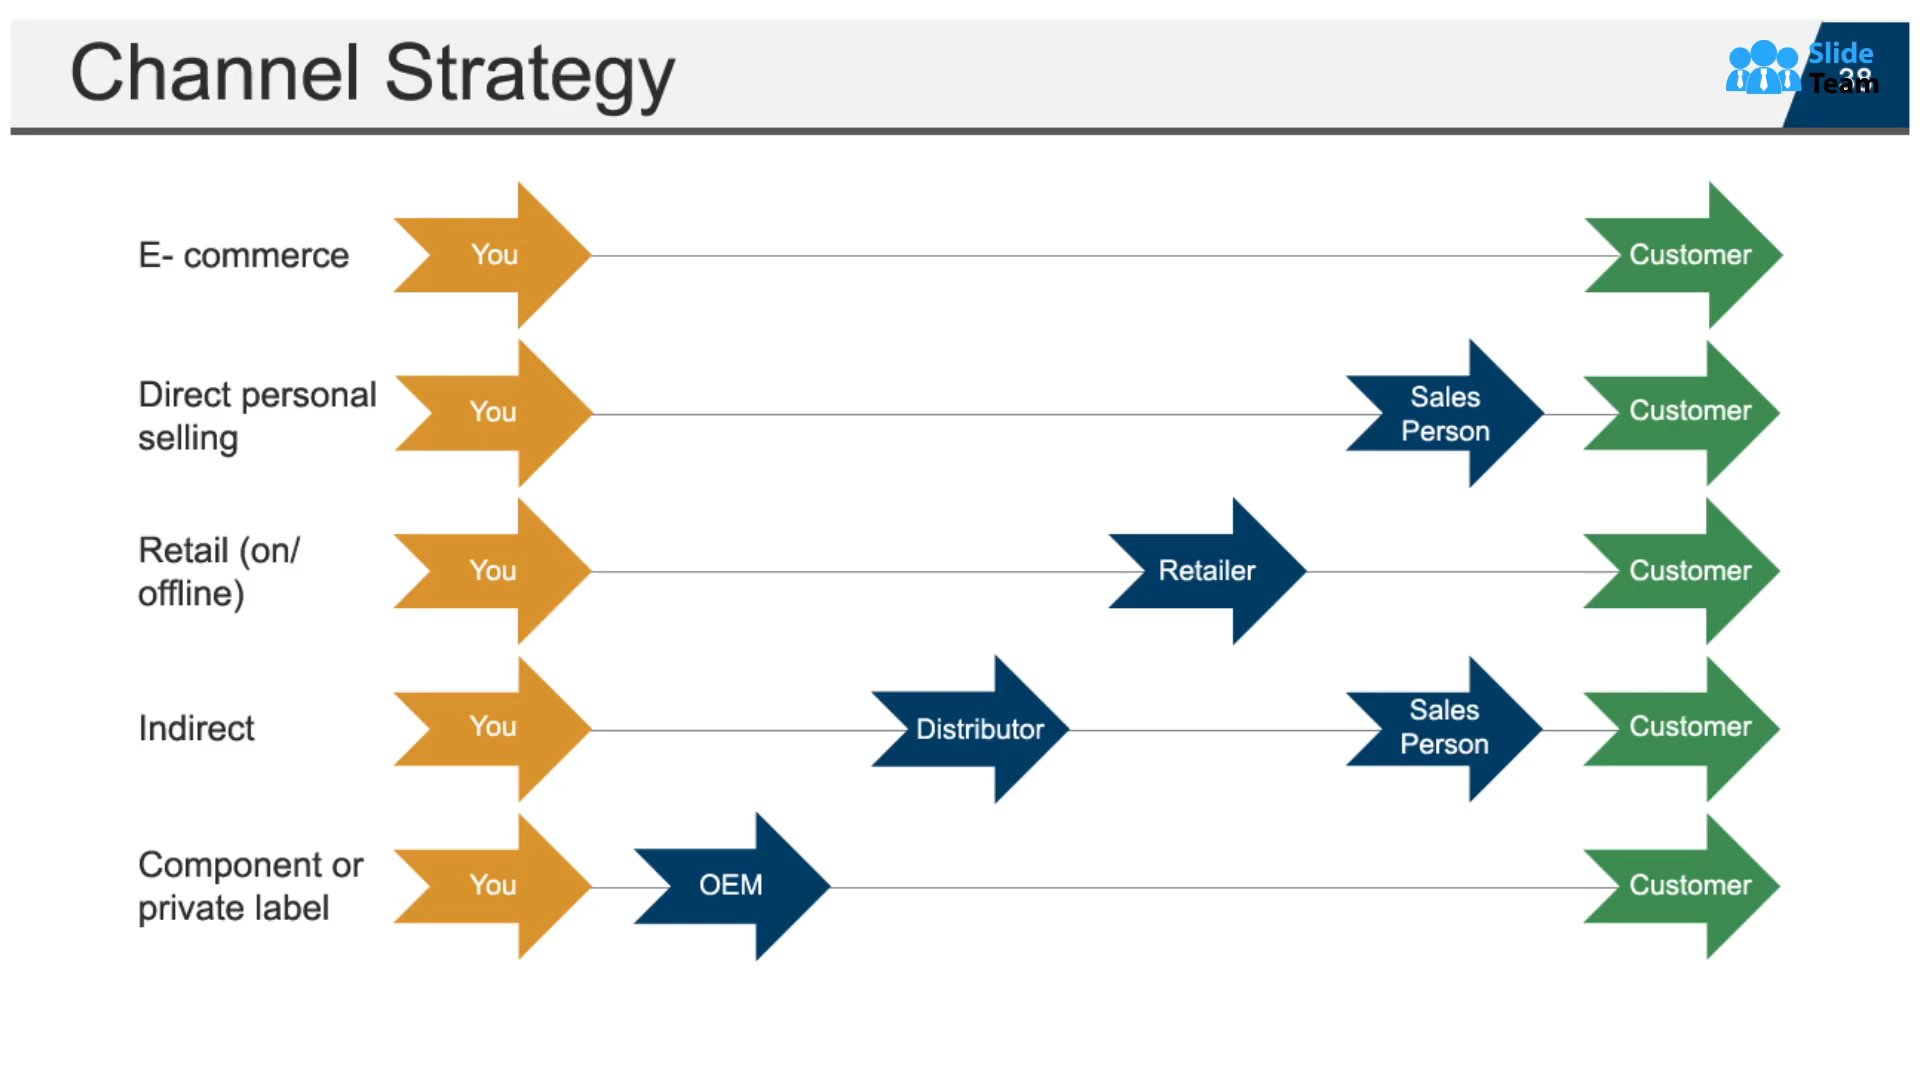 Channel Strategy
Slide
Team
38
E- commerce
You
Customer
Direct personal
selling
You
Sales
Person
Customer
Retail (on/
offline)
You
Retailer
Customer
Indirect
You
Distributor
Sales
Person
Customer
Component or
private label
You
OEM
Customer